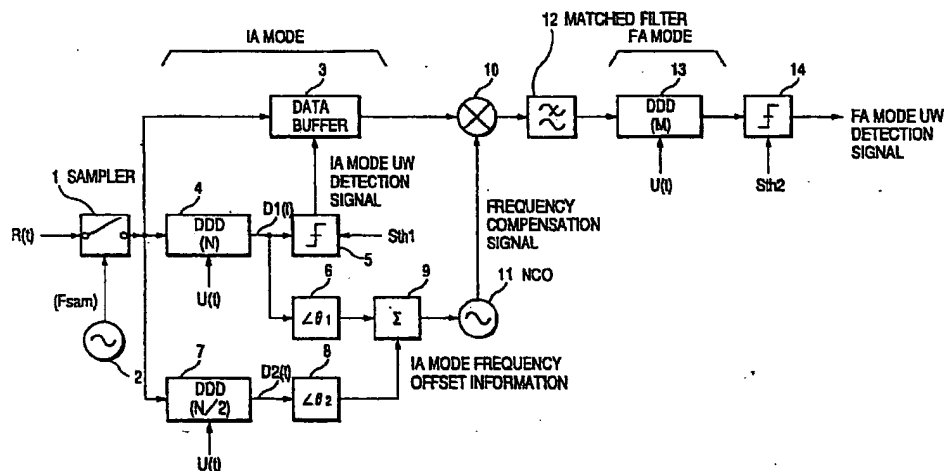 12 MATCHED FILTER
IA MODE
FA MODE
3
10
13
14
DATA
BUFFER
DDD
(M)
FA MODE UW
DETECTION
SIGNAL
IA MODE UW
DETECTION
SIGNAL
U(t)
Sth2
1 SAMPLER
4
D1(t)
R(t)
DDD
(N)
Sth1
5
FREQUENCY
COMPENSATION
SIGNAL
U(t)
6
9
11 NCO
(Fsam)
∠θ1
Σ
2
7
D2(t)
8
IA MODE FREQUENCY
OFFSET INFORMATION
DDD
(N/2)
∠θ2
U(t)